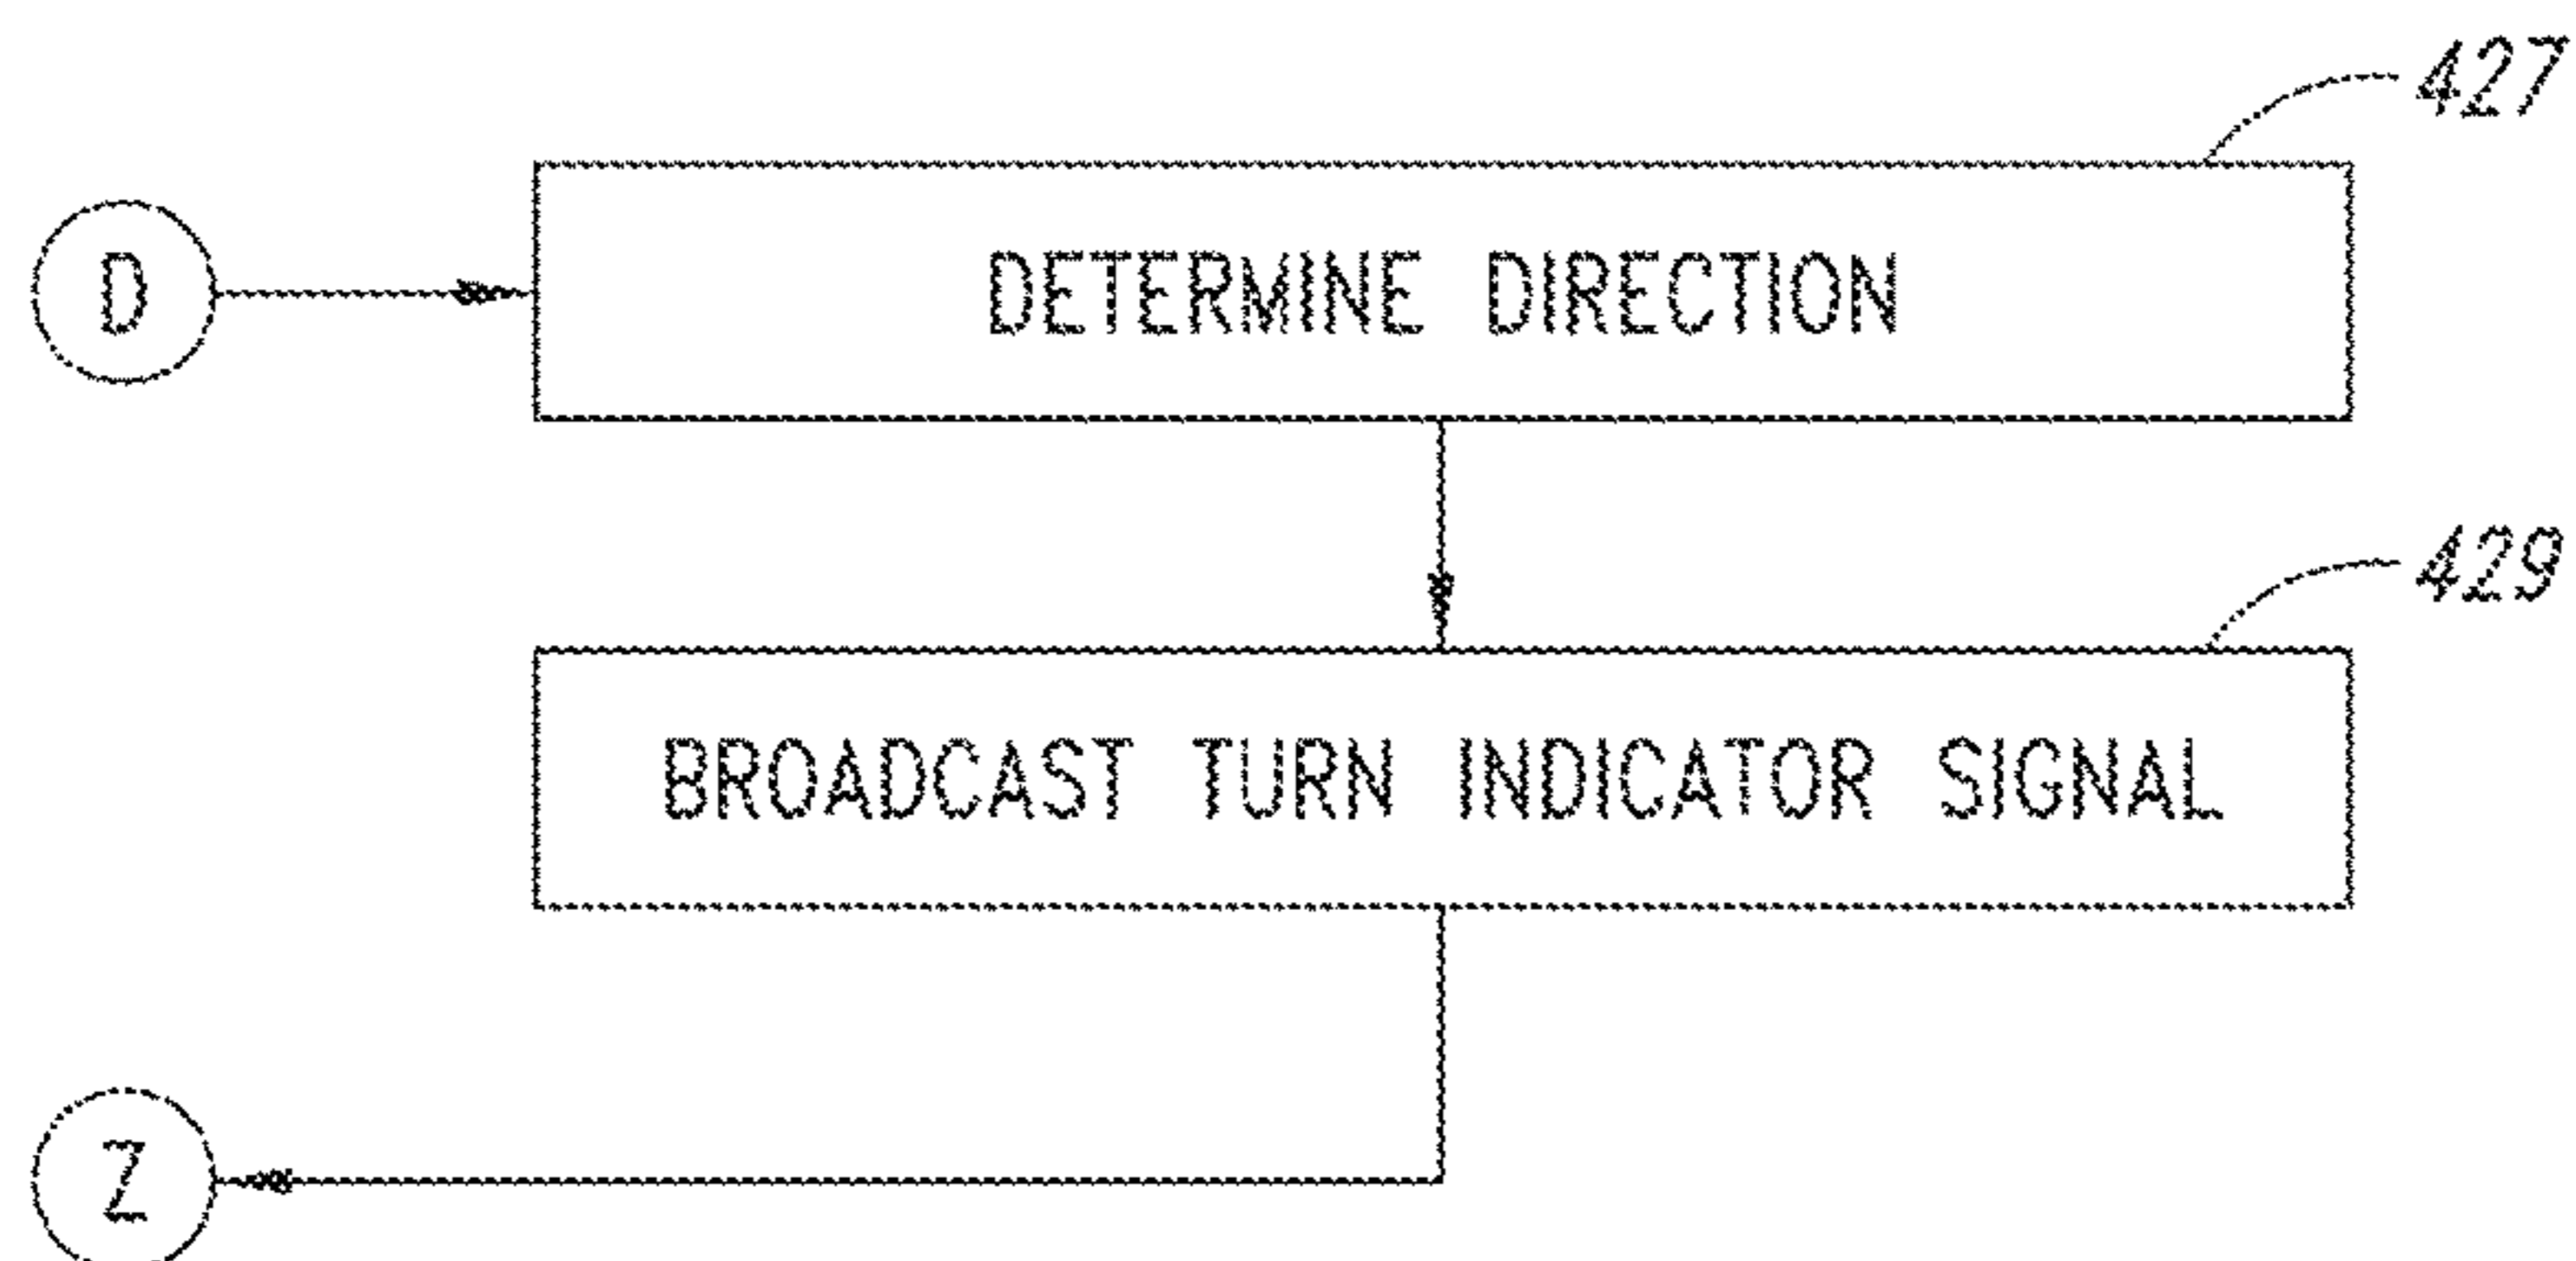 427
D
DETERMINE DIRECTION
429
BROADCAST TURN INDICATOR SIGNAL
Z